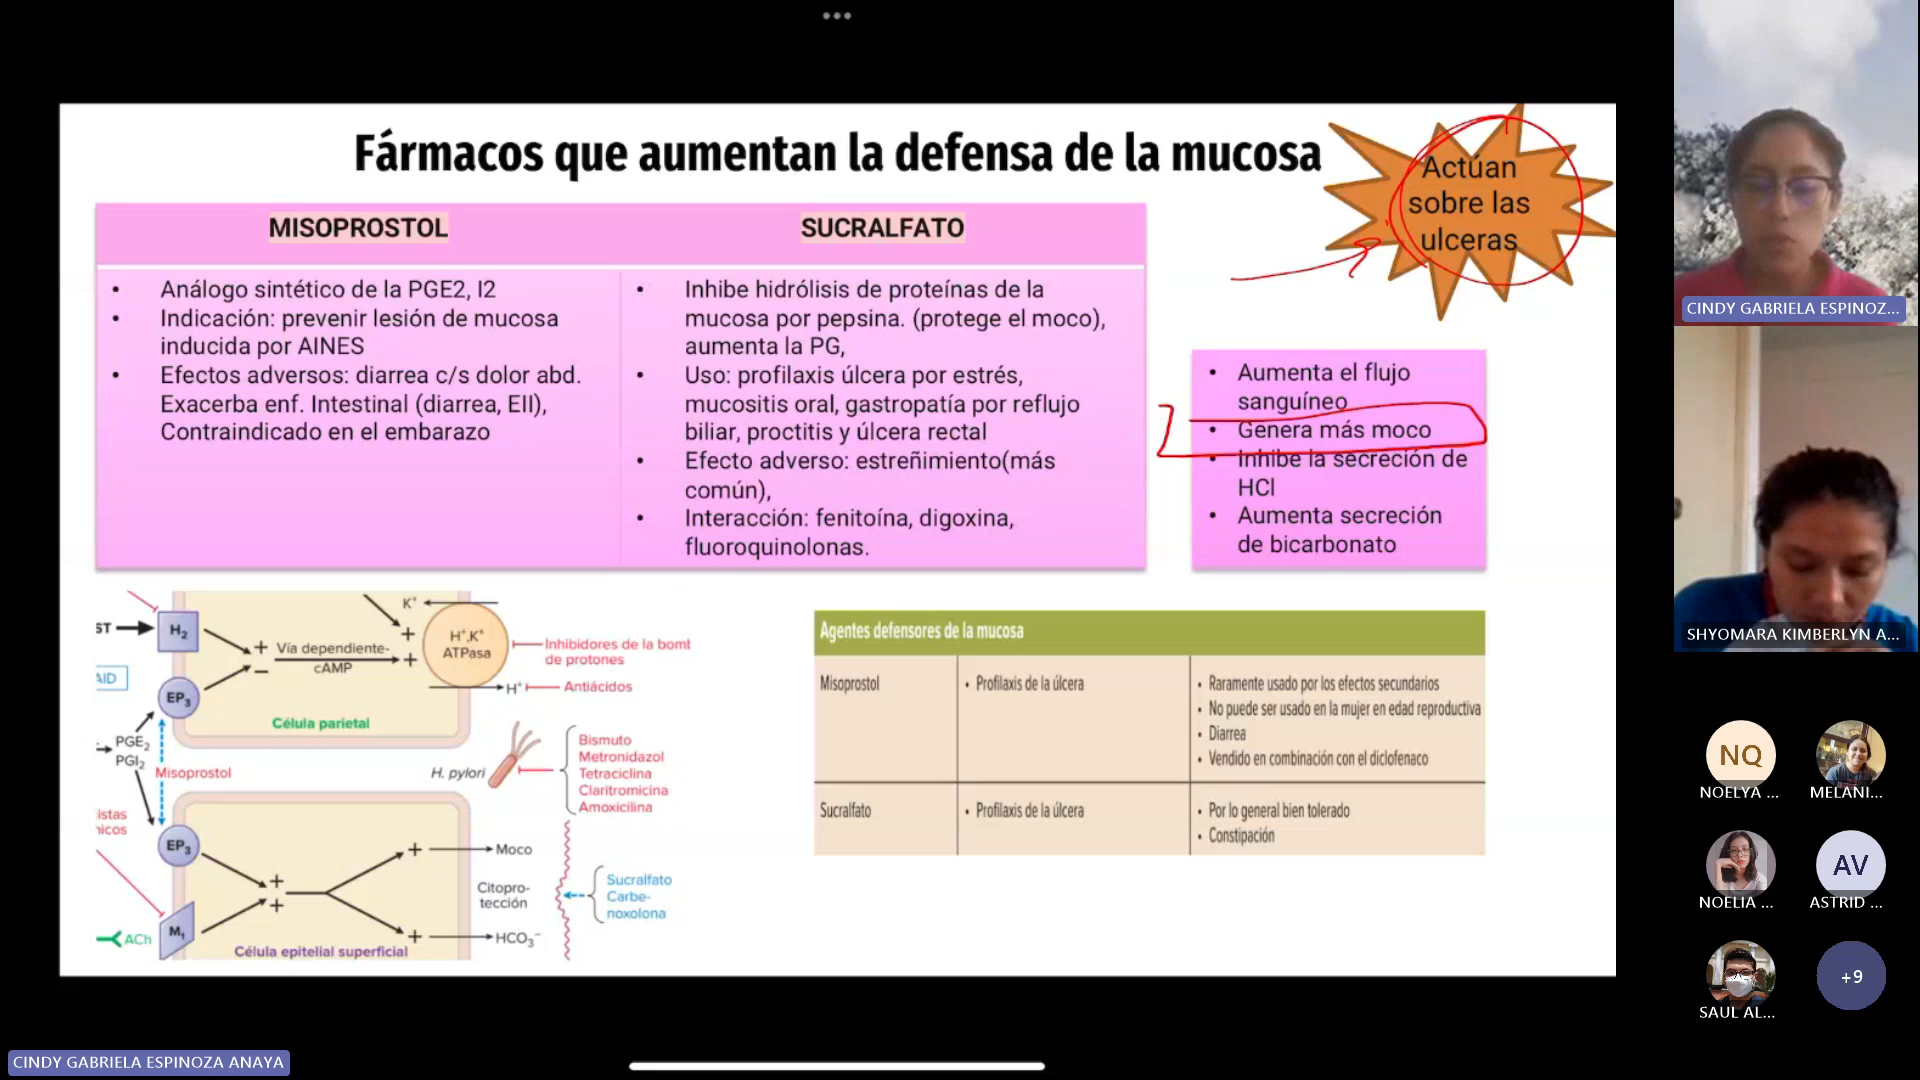 Fármacos que aumentan la defensa de la mucosa
Actúan
sobre las
ulceras
MISOPROSTOL
• Análogo sintético de la PGE2, I2
• Indicación: prevenir lesión de mucosa
inducida por AINES
• Efectos adversos: diarrea c/s dolor abd.
Exacerba enf. Intestinal (diarrea, EII),
Contraindicado en el embarazo
SUCRALFATO
• Inhibe hidrólisis de proteínas de la
mucosa por pepsina. (protege el moco),
aumenta la PG,
• Uso: profilaxis úlcera por estrés,
mucositis oral, gastropatía por reflujo
biliar, proctitis y úlcera rectal
• Efecto adverso: estreñimiento(más
común),
• Interacción: fenitoína, digoxina,
fluoroquinolonas.
• Aumenta el flujo
sanguíneo
• Genera más moco
• Inhibe la secreción de
HCl
• Aumenta secreción
de bicarbonato
ST
H₂
AID
EP₃
+
−
Vía dependiente-
cAMP
K⁺
+
+
H⁺,K⁺
ATPasa
H⁺
Inhibidores de la bomb
de protones
Antiácidos
Célula parietal
PGE₂
PGI₂
Misoprostol
H. pylori
Bismuto
Metronidazol
Tetraciclina
Claritromicina
Amoxicilina
istas
nicos
EP₃
M₁
ACh
+
+
+
Moco
Citopro-
tección
+
HCO₃⁻
Sucralfato
Carbe-
noxolona
Célula epitelial superficial
Agentes defensores de la mucosa
Misoprostol
• Profilaxis de la úlcera
• Raramente usado por los efectos secundarios
• No puede ser usado en la mujer en edad reproductiva
• Diarrea
• Vendido en combinación con el diclofenaco
Sucralfato
• Profilaxis de la úlcera
• Por lo general bien tolerado
• Constipación
CINDY GABRIELA ESPINOZ...
SHYOMARA KIMBERLYN A...
NQ
NOELYA ...
MELANI...
NOELIA ...
AV
ASTRID ...
SAUL AL...
+9
CINDY GABRIELA ESPINOZA ANAYA